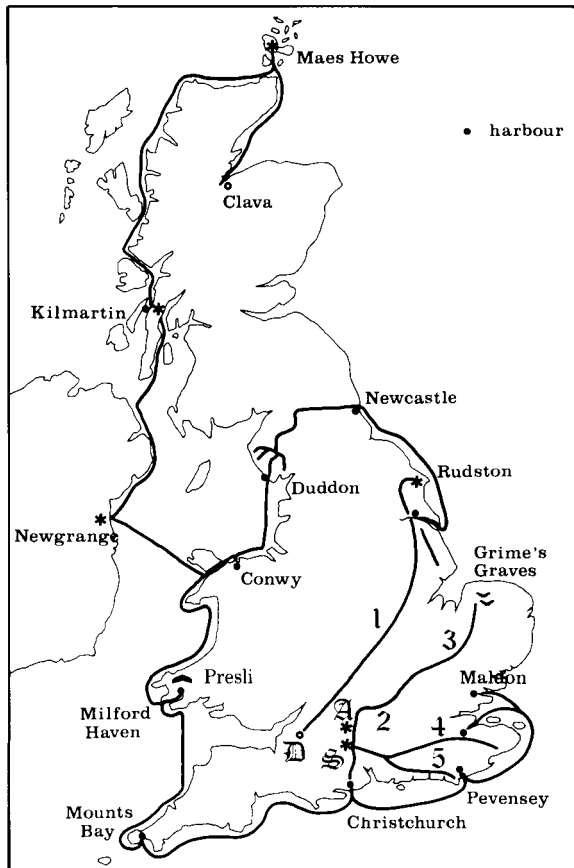 Maes Howe
harbour
Clava
Kilmartin
Newcastle
Duddon
Rudston
Newgrange
Conwy
Grime's
Graves
1
3
Presli
Maldon
2
A
4
Milford
Haven
D
S
5
Pevensey
Mounts
Bay
Christchurch